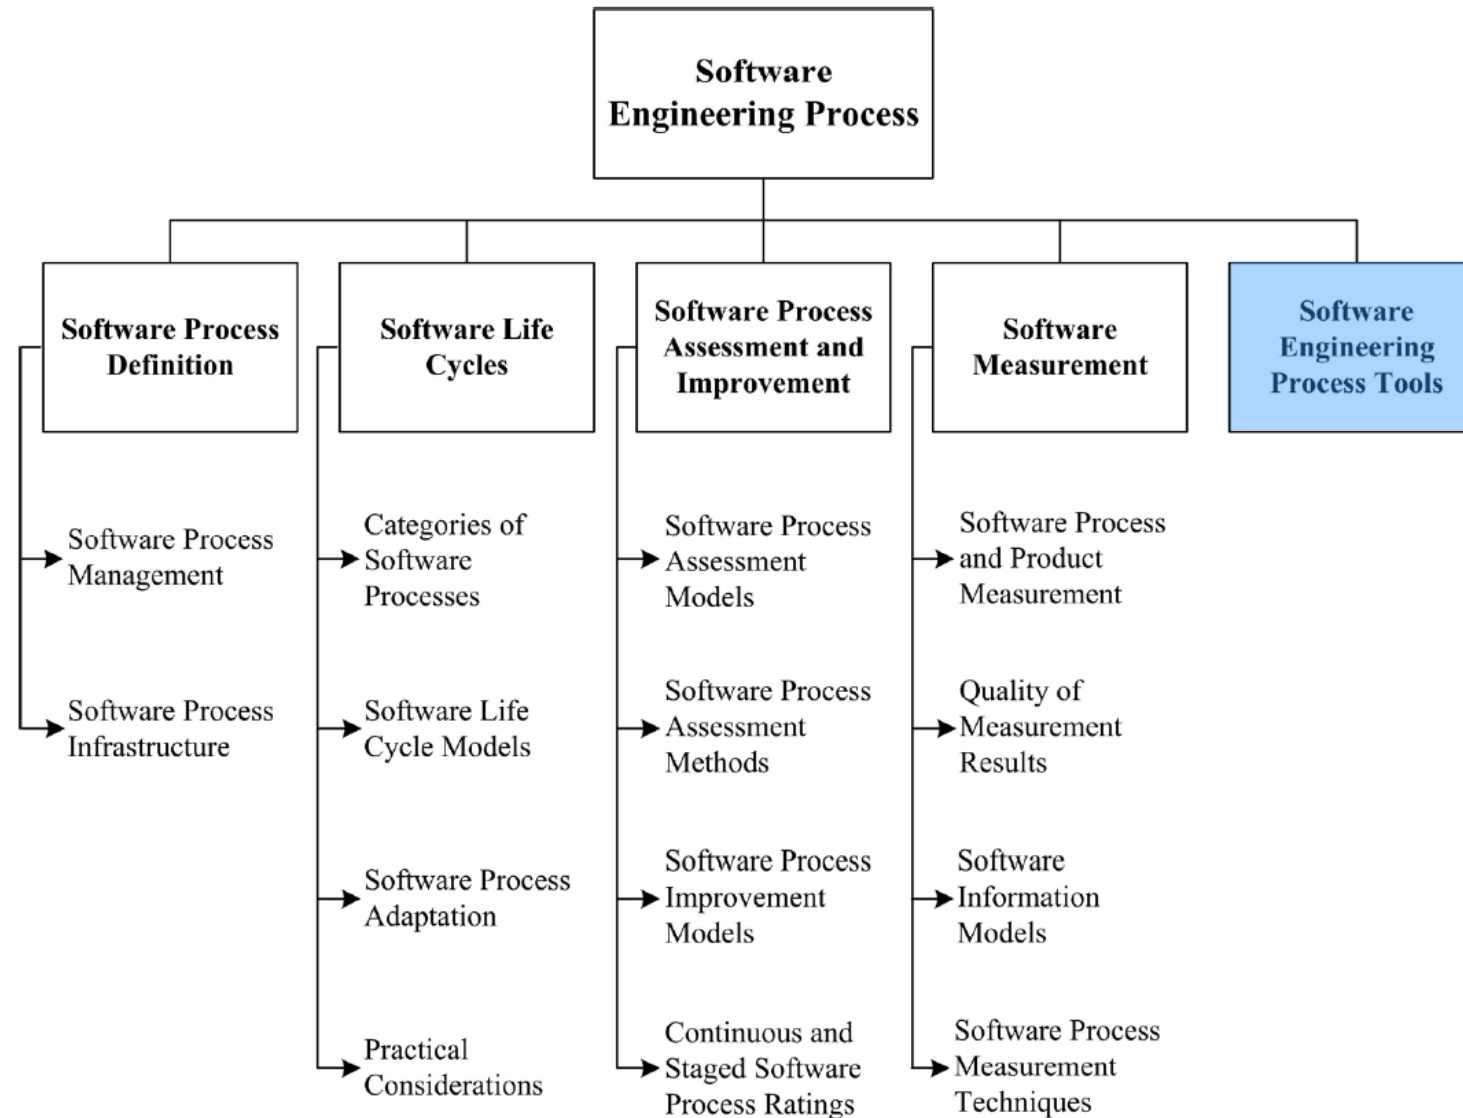 Software
Engineering Process
Software Process
Definition
Software Life
Cycles
Software Process
Assessment and
Improvement
Software
Measurement
Software
Engineering
Process Tools
Software Process
Management
Software Process
Infrastructure
Categories of
Software
Processes
Software Life
Cycle Models
Software Process
Adaptation
Practical
Considerations
Software Process
Assessment
Models
Software Process
Assessment
Methods
Software Process
Improvement
Models
Continuous and
Staged Software
Process Ratings
Software Process
and Product
Measurement
Quality of
Measurement
Results
Software
Information
Models
Software Process
Measurement
Techniques